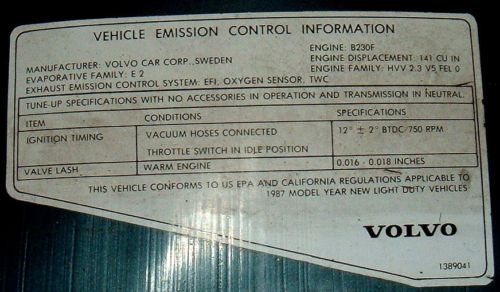 VEHICLE EMISSION CONTROL INFORMATION
ENGINE: B230F
MANUFACTURER: VOLVO CAR CORP., SWEDEN ENGINE DISPLACEMENT: 141 CU IN
EVAPORATIVE FAMILY: E 2 ENGINE FAMILY: HVV 2.3 V5 FEL 0
EXHAUST EMISSION CONTROL SYSTEM: EFI, OXYGEN SENSOR, TWC
TUNE-UP SPECIFICATIONS WITH NO ACCESSORIES IN OPERATION AND TRANSMISSION IN NEUTRAL.
ITEM CONDITIONS SPECIFICATIONS
IGNITION TIMING VACUUM HOSES CONNECTED 12° ± 2° BTDC/750 RPM
THROTTLE SWITCH IN IDLE POSITION
VALVE LASH WARM ENGINE 0.016 - 0.018 INCHES
THIS VEHICLE CONFORMS TO US EPA AND CALIFORNIA REGULATIONS APPLICABLE TO
1987 MODEL YEAR NEW LIGHT DUTY VEHICLES
VOLVO
1389041